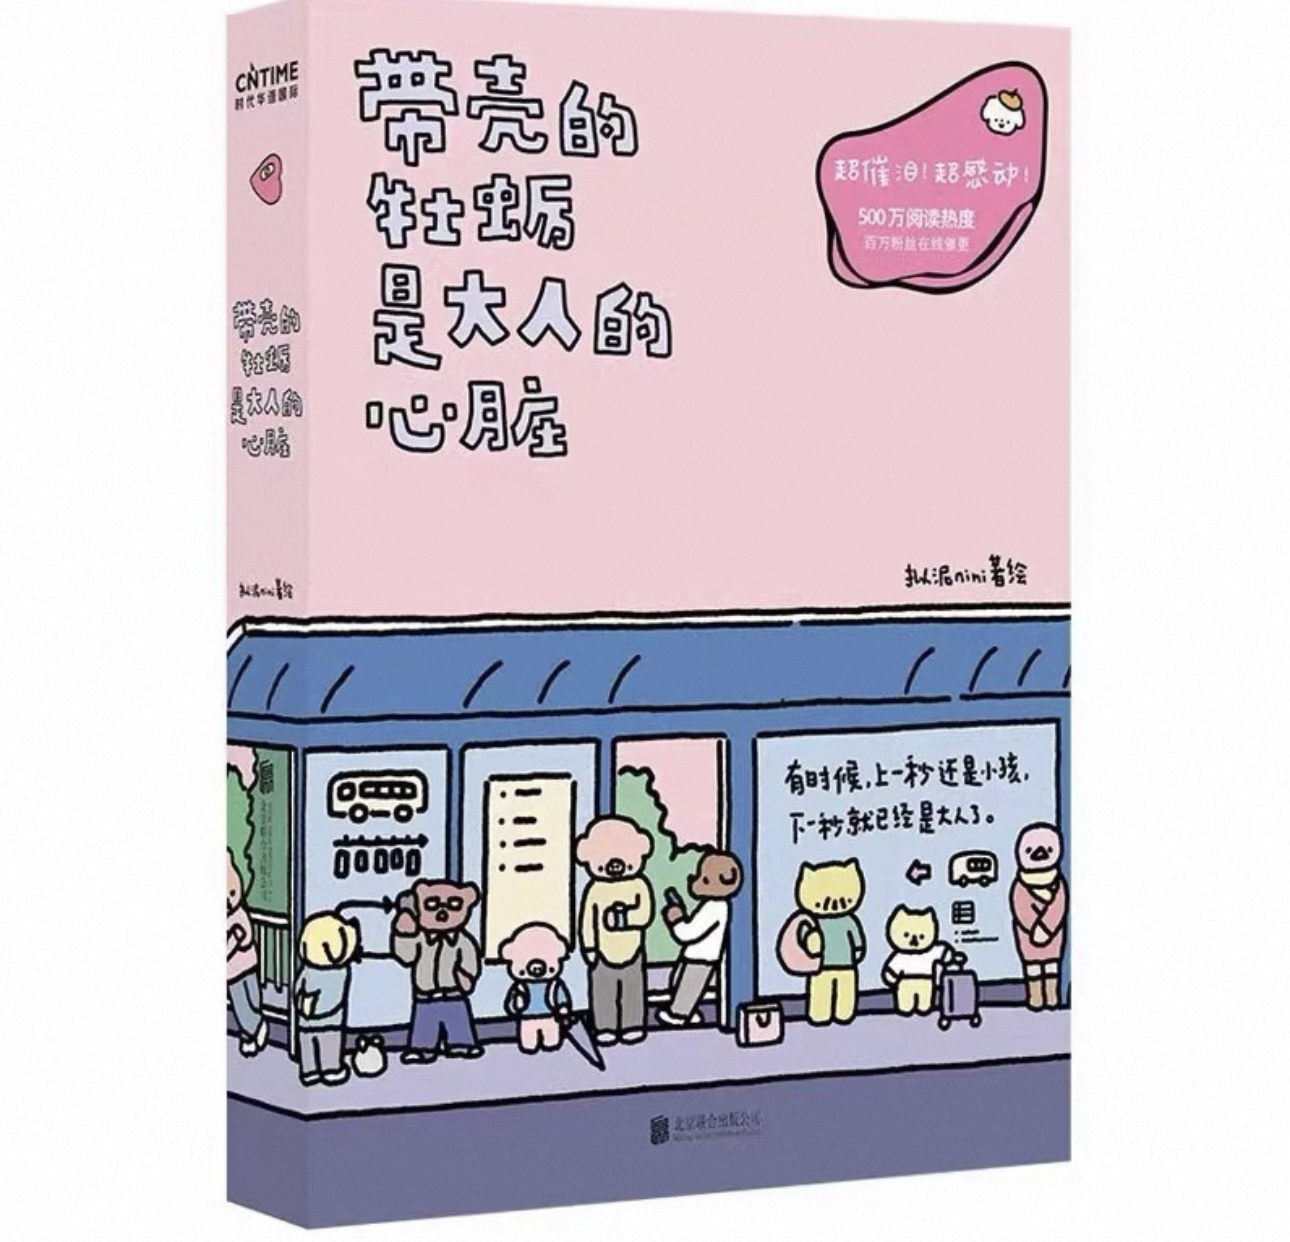 CNTIME
时代华语国际
带壳的
牡蛎
是大人的
心脏
拟泥nini著绘
带壳的
牡蛎
是大人的
心脏
超催泪！超感动！
500万阅读热度
百万粉丝在线催更
拟泥nini著绘
有时候,上一秒还是小孩,
下一秒就已经是大人了。
北京联合出版公司